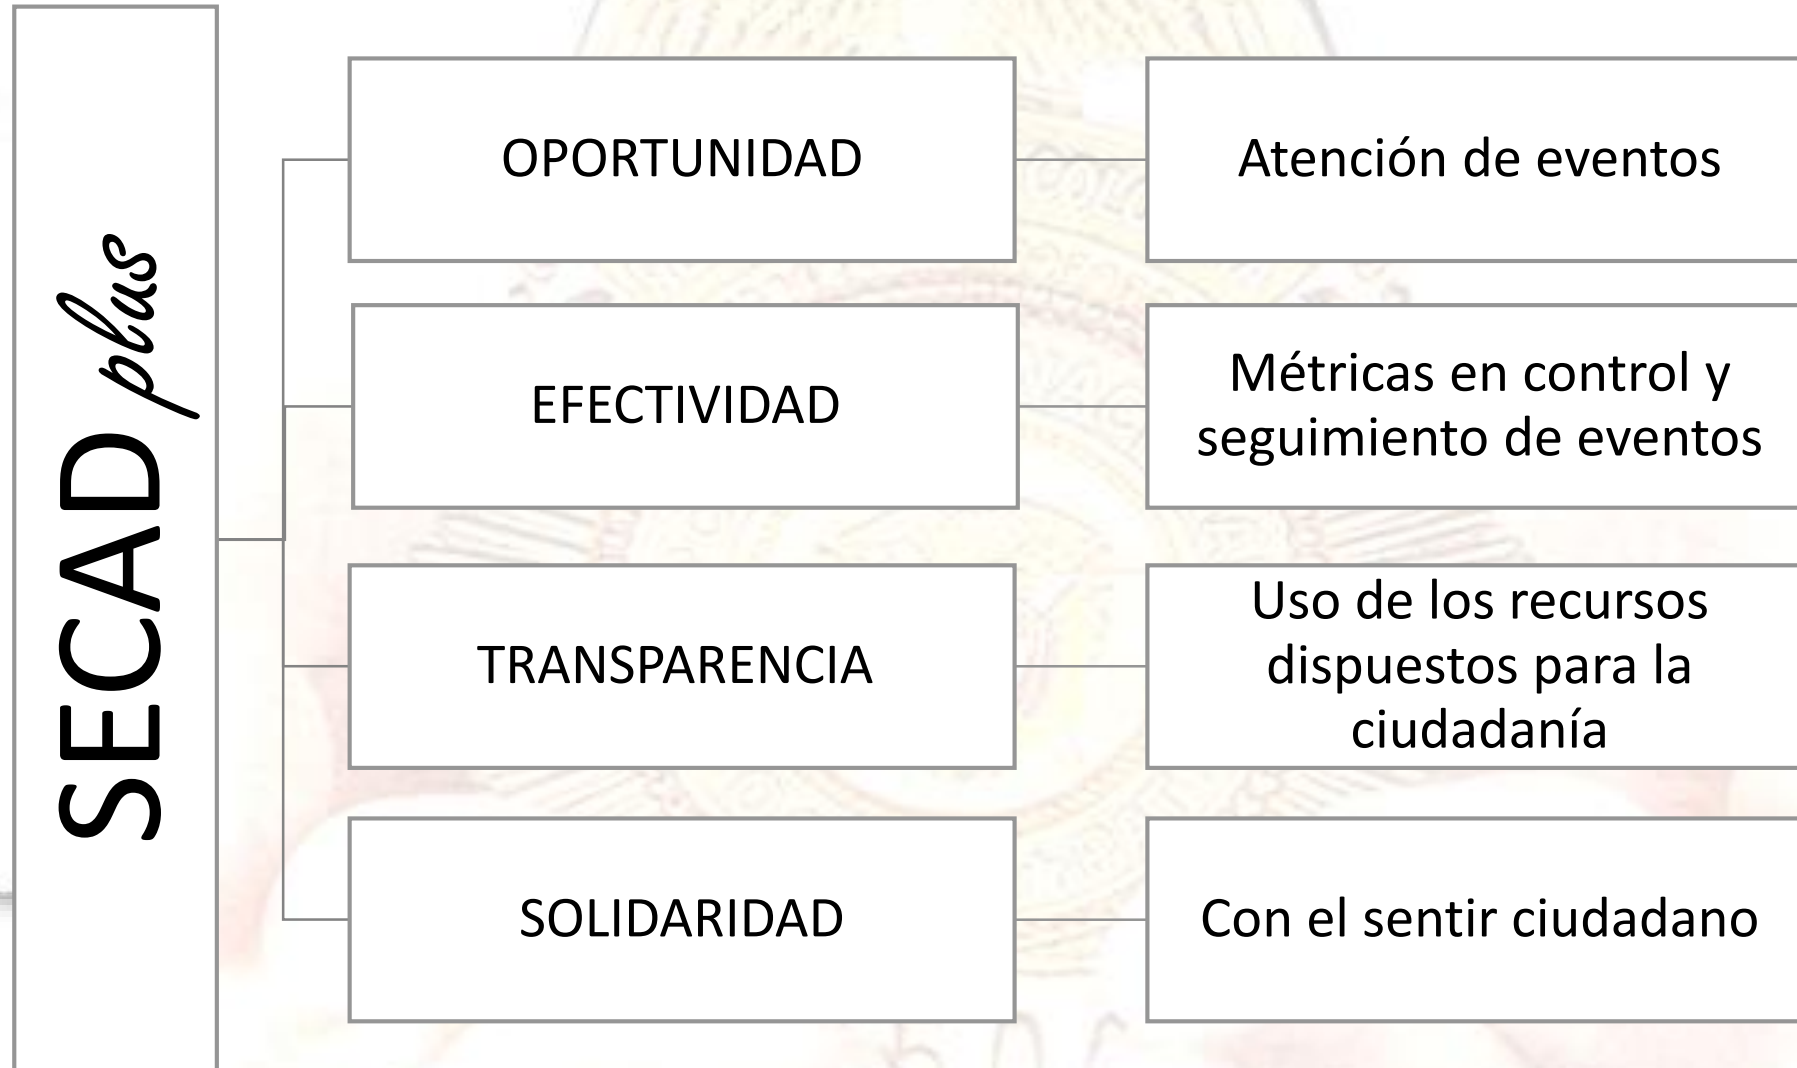 SECAD plus
OPORTUNIDAD
Atención de eventos
EFECTIVIDAD
Métricas en control y
seguimiento de eventos
TRANSPARENCIA
Uso de los recursos
dispuestos para la
ciudadanía
SOLIDARIDAD
Con el sentir ciudadano